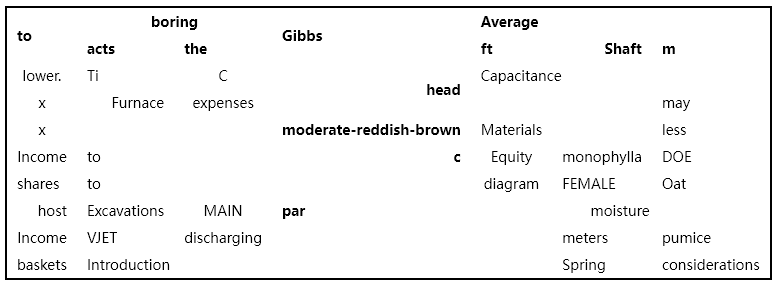 boring Average
to Gibbs
acts the ft Shaft m
lower. Ti C Capacitance
head
x Furnace expenses may
x moderate-reddish-brown Materials less
Income to c Equity monophylla DOE
shares to diagram FEMALE Oat
host Excavations MAIN par moisture
Income VJET discharging meters pumice
baskets Introduction Spring considerations